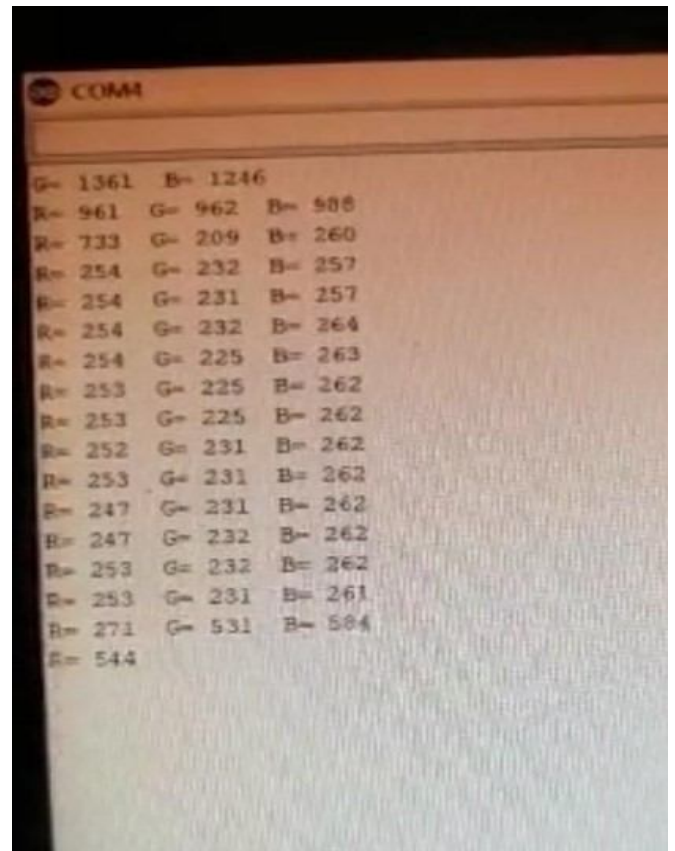 COM4
G= 1361 B= 1246
R= 961 G= 962 B= 988
R= 733 G= 209 B= 260
R= 254 G= 232 B= 257
R= 254 G= 231 B= 257
R= 254 G= 232 B= 264
R= 254 G= 225 B= 263
R= 253 G= 225 B= 262
R= 253 G= 225 B= 262
R= 252 G= 231 B= 262
R= 253 G= 231 B= 262
R= 247 G= 231 B= 262
R= 247 G= 232 B= 262
R= 253 G= 232 B= 262
R= 253 G= 231 B= 261
R= 271 G= 531 B= 584
R= 544